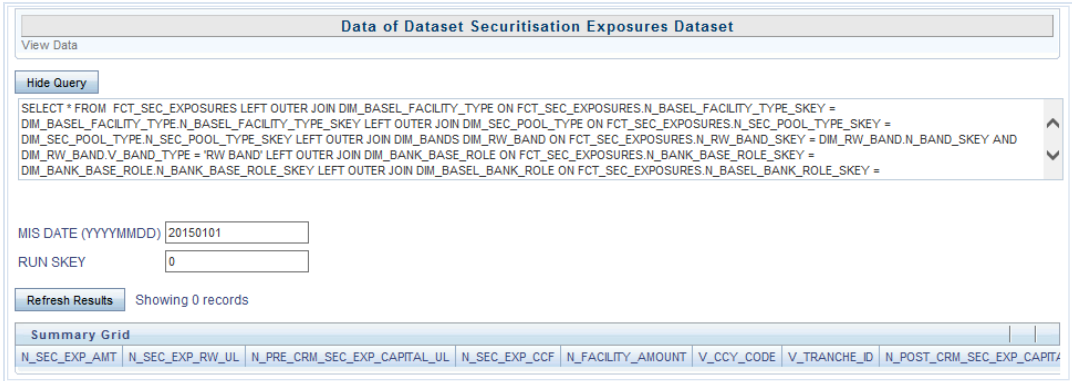 Data of Dataset Securitisation Exposures Dataset
View Data
Hide Query
SELECT * FROM FCT_SEC_EXPOSURES LEFT OUTER JOIN DIM_BASEL_FACILITY_TYPE ON FCT_SEC_EXPOSURES.N_BASEL_FACILITY_TYPE_SKEY =
DIM_BASEL_FACILITY_TYPE.N_BASEL_FACILITY_TYPE_SKEY LEFT OUTER JOIN DIM_SEC_POOL_TYPE ON FCT_SEC_EXPOSURES.N_SEC_POOL_TYPE_SKEY =
DIM_SEC_POOL_TYPE.N_SEC_POOL_TYPE_SKEY LEFT OUTER JOIN DIM_BANDS DIM_RW_BAND ON FCT_SEC_EXPOSURES.N_RW_BAND_SKEY = DIM_RW_BAND.N_BAND_SKEY AND
DIM_RW_BAND.V_BAND_TYPE = 'RW BAND' LEFT OUTER JOIN DIM_BANK_BASE_ROLE ON FCT_SEC_EXPOSURES.N_BANK_BASE_ROLE_SKEY =
DIM_BANK_BASE_ROLE.N_BANK_BASE_ROLE_SKEY LEFT OUTER JOIN DIM_BASEL_BANK_ROLE ON FCT_SEC_EXPOSURES.N_BASEL_BANK_ROLE_SKEY =
MIS DATE (YYYYMMDD) 20150101
RUN SKEY 0
Refresh Results Showing 0 records
Summary Grid
N_SEC_EXP_AMT N_SEC_EXP_RW_UL N_PRE_CRM_SEC_EXP_CAPITAL_UL N_SEC_EXP_CCF N_FACILITY_AMOUNT V_CCY_CODE V_TRANCHE_ID N_POST_CRM_SEC_EXP_CAPITA